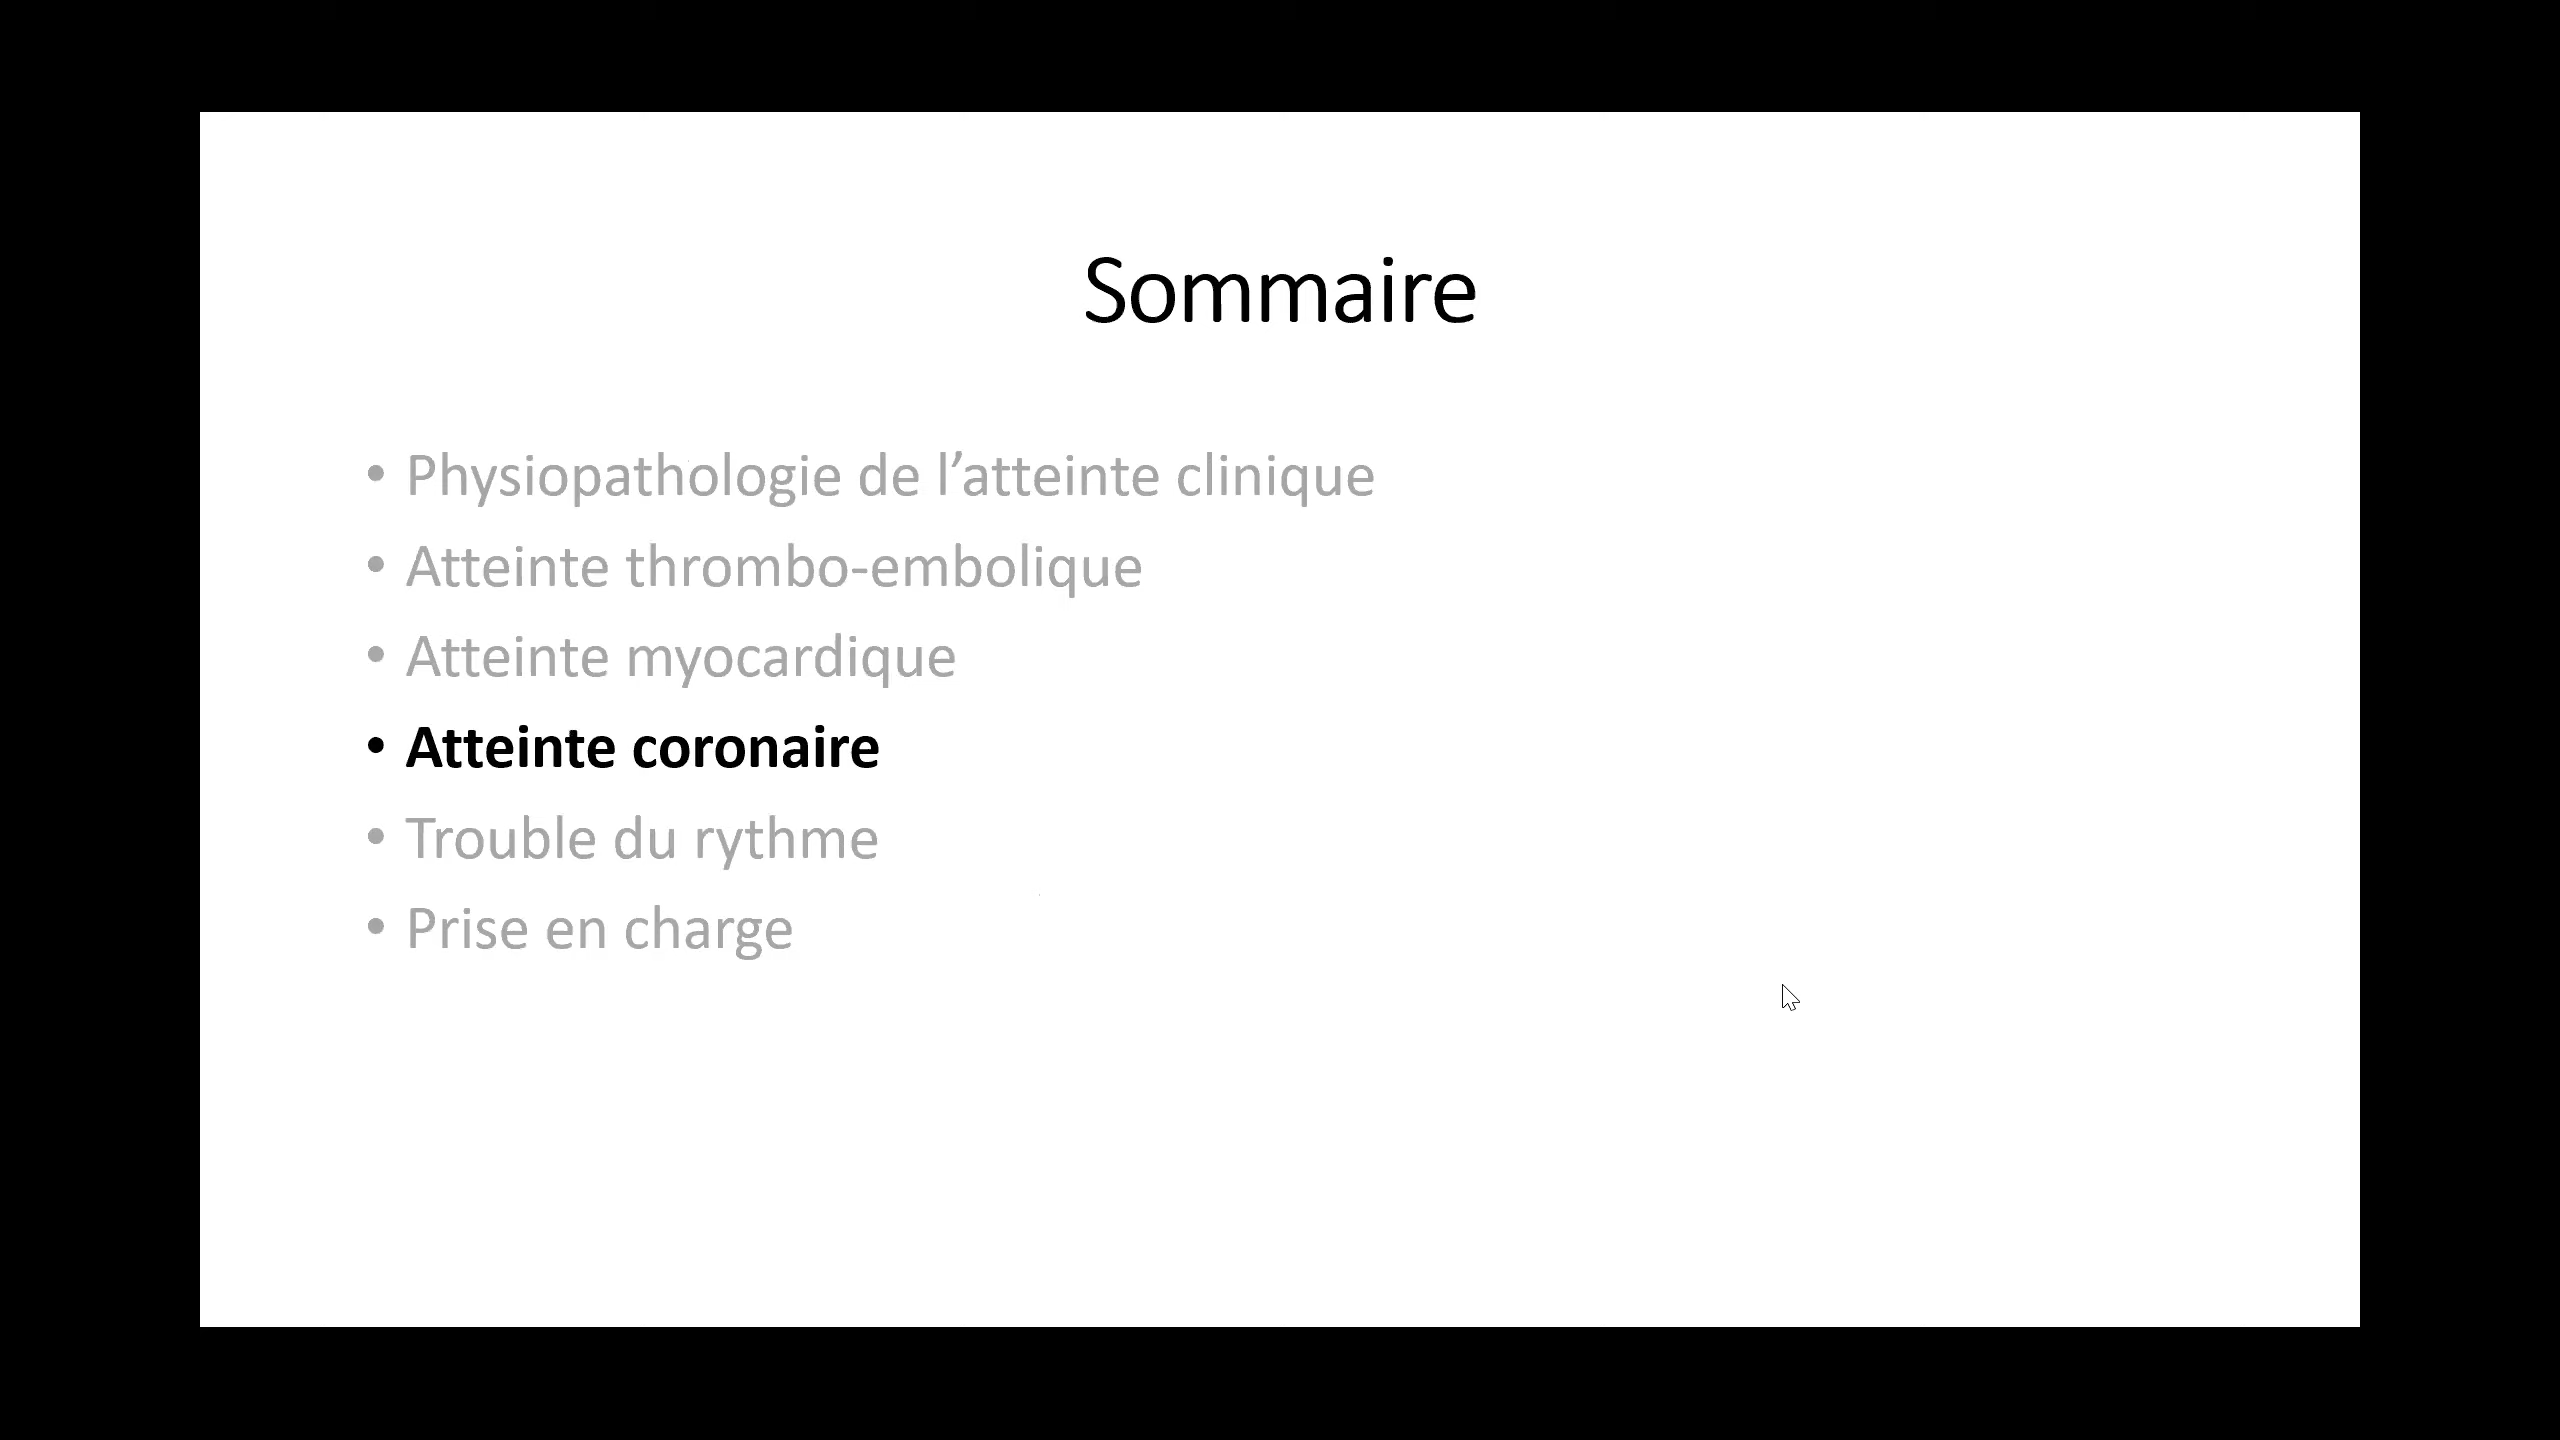 Sommaire
• Physiopathologie de l’atteinte clinique
• Atteinte thrombo-embolique
• Atteinte myocardique
• Atteinte coronaire
• Trouble du rythme
• Prise en charge